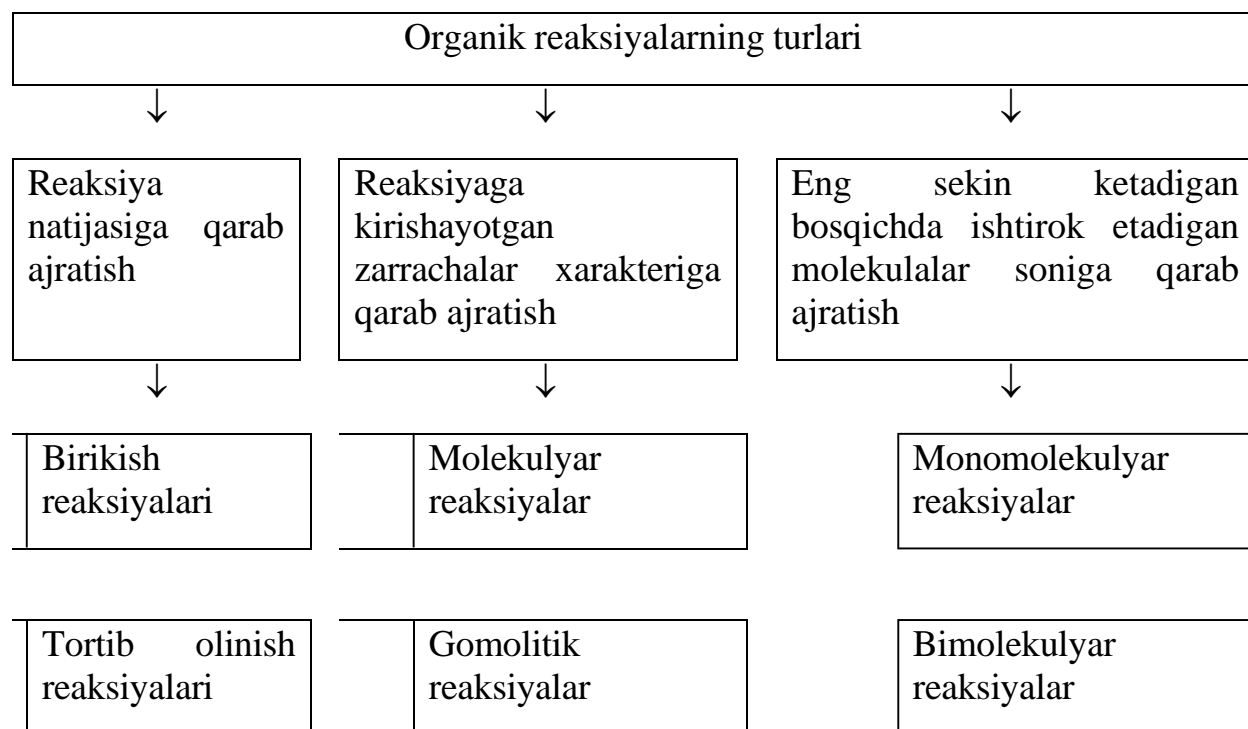 Organik reaksiyalarning turlari
Reaksiya
natijasiga qarab
ajratish
Reaksiyaga
kirishayotgan
zarrachalar xarakteriga
qarab ajratish
Eng sekin ketadigan
bosqichda ishtirok etadigan
molekulalar soniga qarab
ajratish
Birikish
reaksiyalari
Molekulyar
reaksiyalar
Monomolekulyar
reaksiyalar
Tortib olinish
reaksiyalari
Gomolitik
reaksiyalar
Bimolekulyar
reaksiyalar